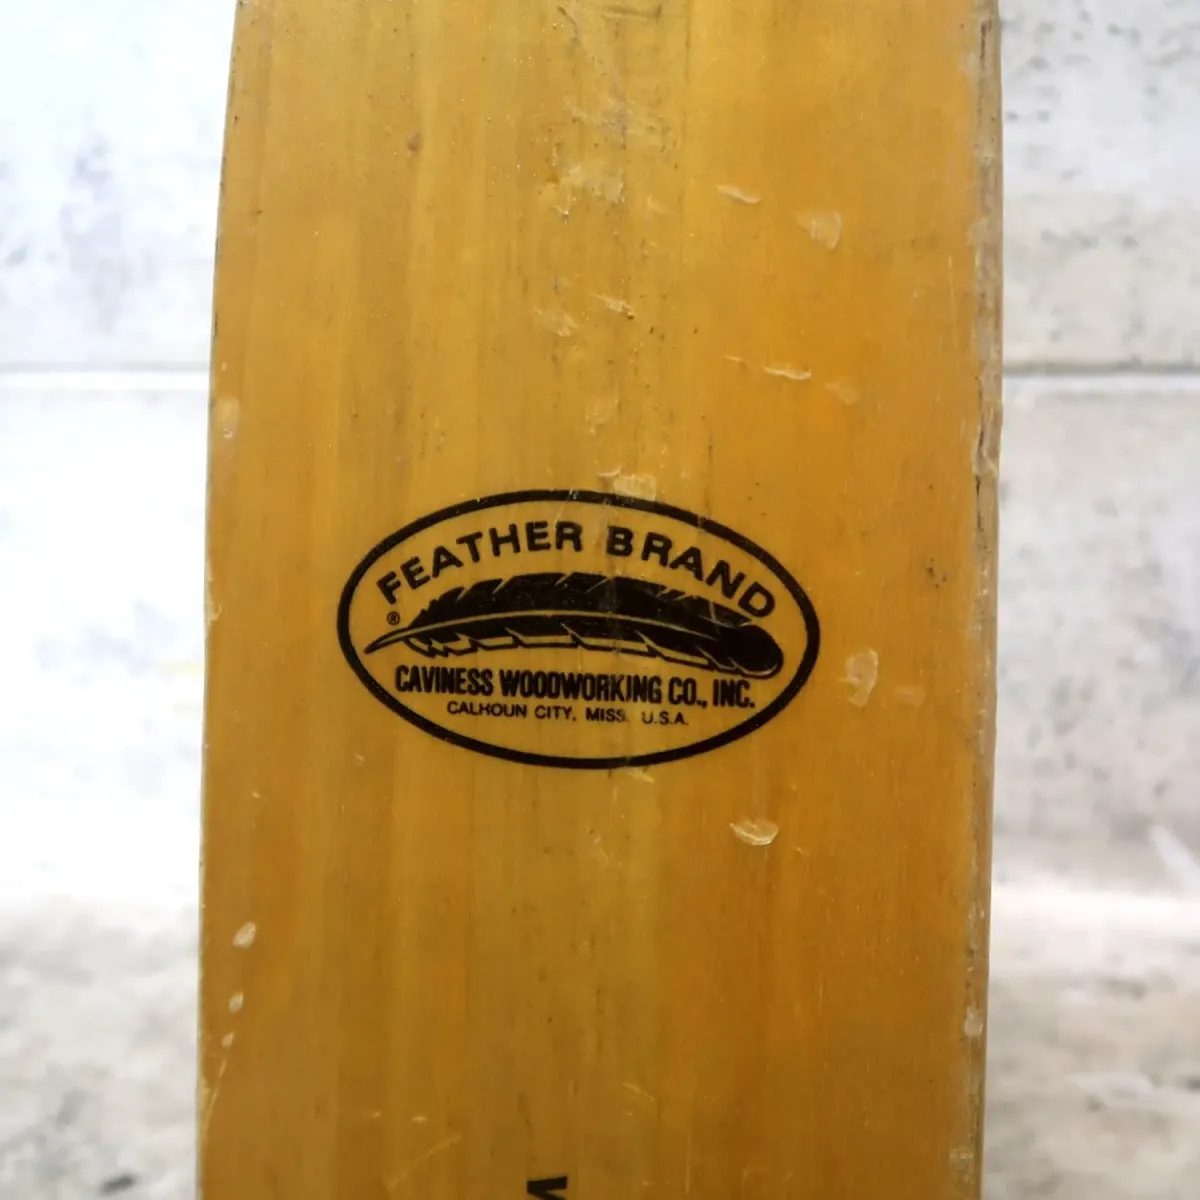 FEATHER BRAND
®
CAVINESS WOODWORKING CO., INC.
CALHOUN CITY, MISS. U.S.A.